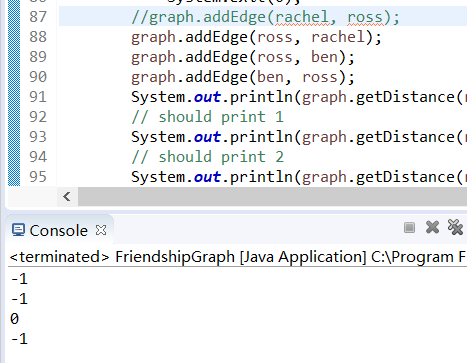 87 //graph.addEdge(rachel, ross);
88 graph.addEdge(ross, rachel);
89 graph.addEdge(ross, ben);
90 graph.addEdge(ben, ross);
91 System.out.println(graph.getDistance(
92 // should print 1
93 System.out.println(graph.getDistance(
94 // should print 2
95 System.out.println(graph.getDistance(
Console
<terminated> FriendshipGraph [Java Application] C:\Program F
-1
-1
0
-1